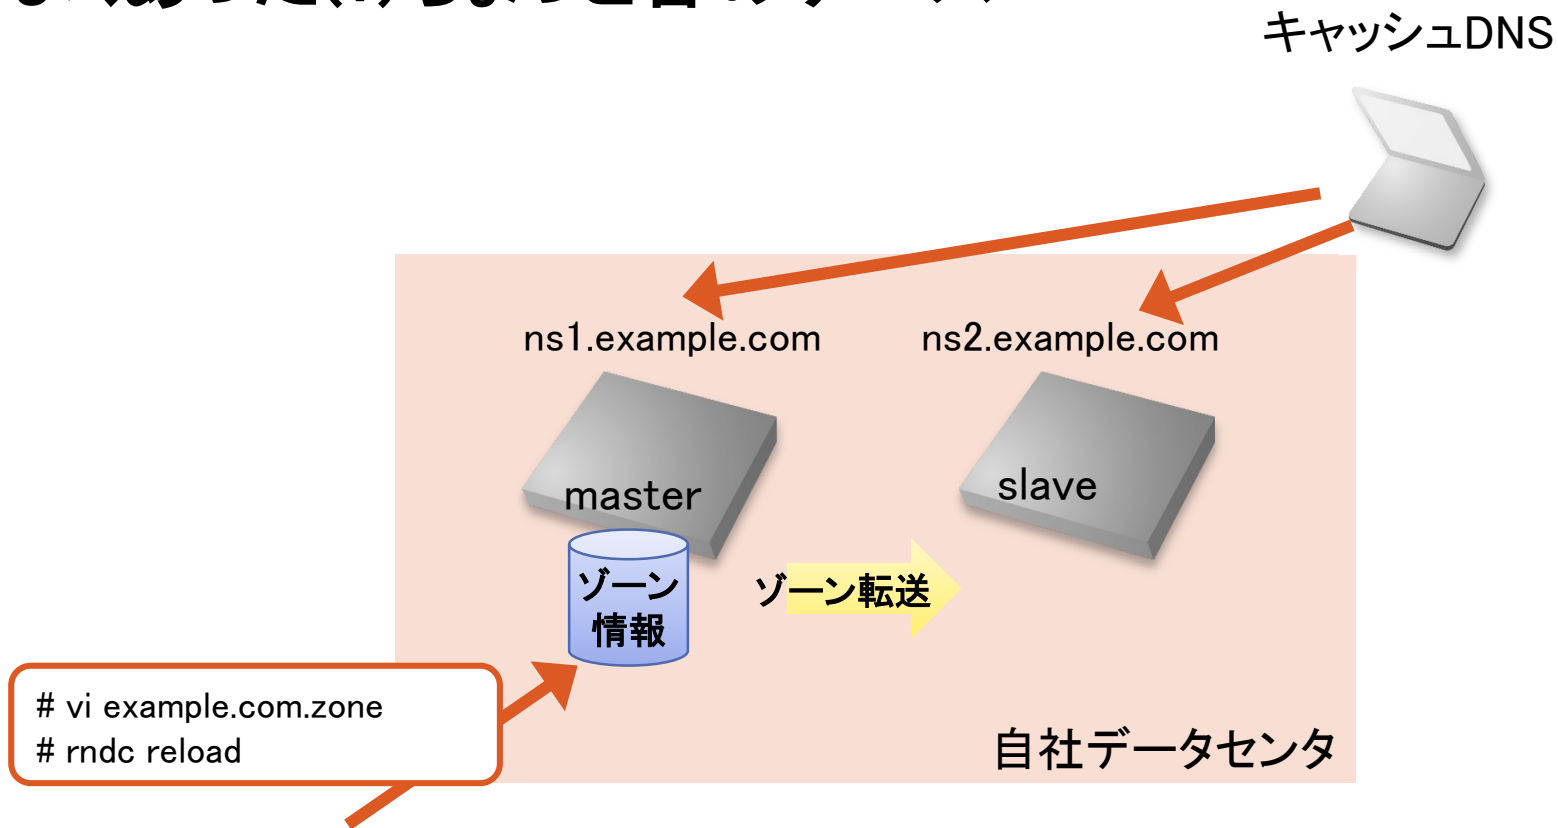 キャッシュDNS
ns1.example.com
ns2.example.com
master
slave
ゾーン
情報
ゾーン転送
# vi example.com.zone
# rndc reload
自社データセンタ